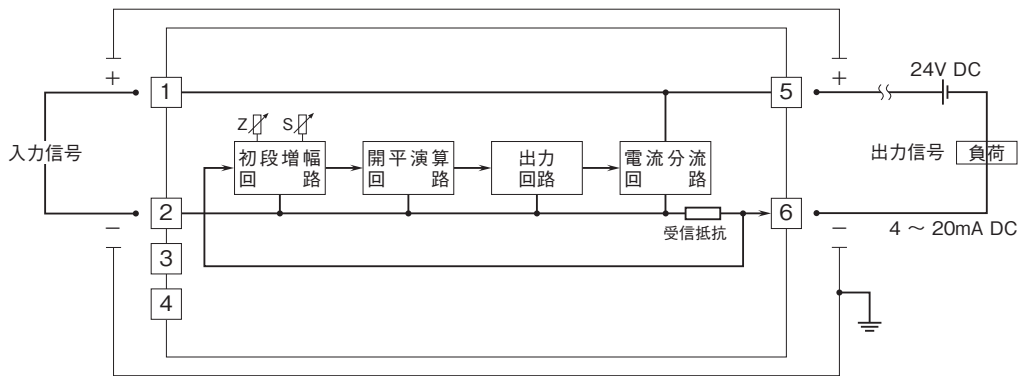 24V DC
+
+
1
5
Z
S
入力信号
初段増幅
回　　路
開平演算
回　　路
出力
回路
電流分流
回　　路
出力信号
負荷
2
6
受信抵抗
−
−
4 ～ 20mA DC
3
4